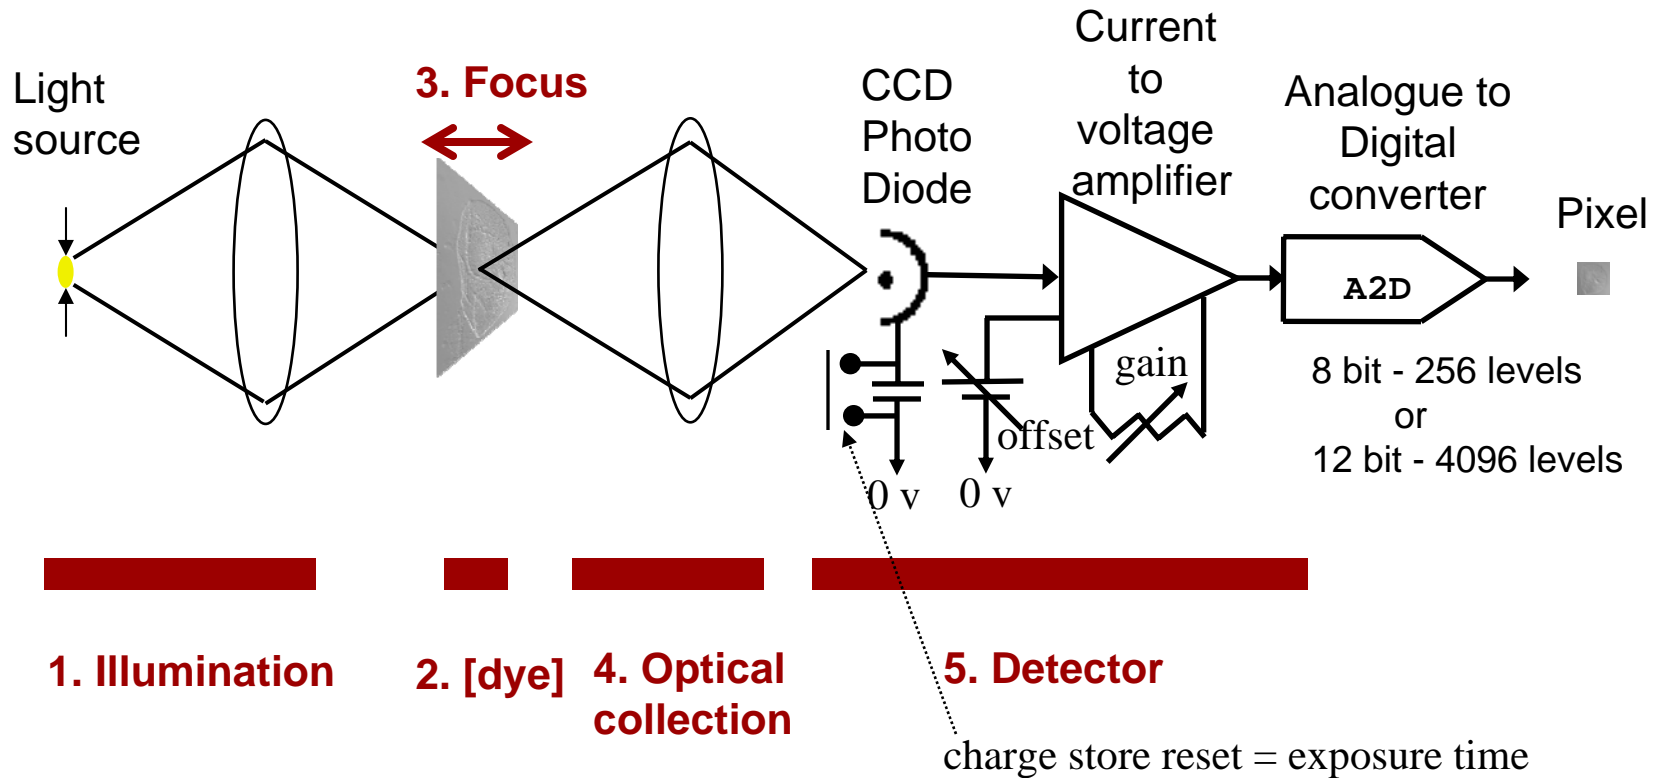 Light
source
3. Focus
CCD
Photo
Diode
Current
to
voltage
amplifier
Analogue to
Digital
converter
Pixel
A2D
gain
offset
0 v
0 v
8 bit - 256 levels
or
12 bit - 4096 levels
1. Illumination
2. [dye]
4. Optical
collection
5. Detector
charge store reset = exposure time